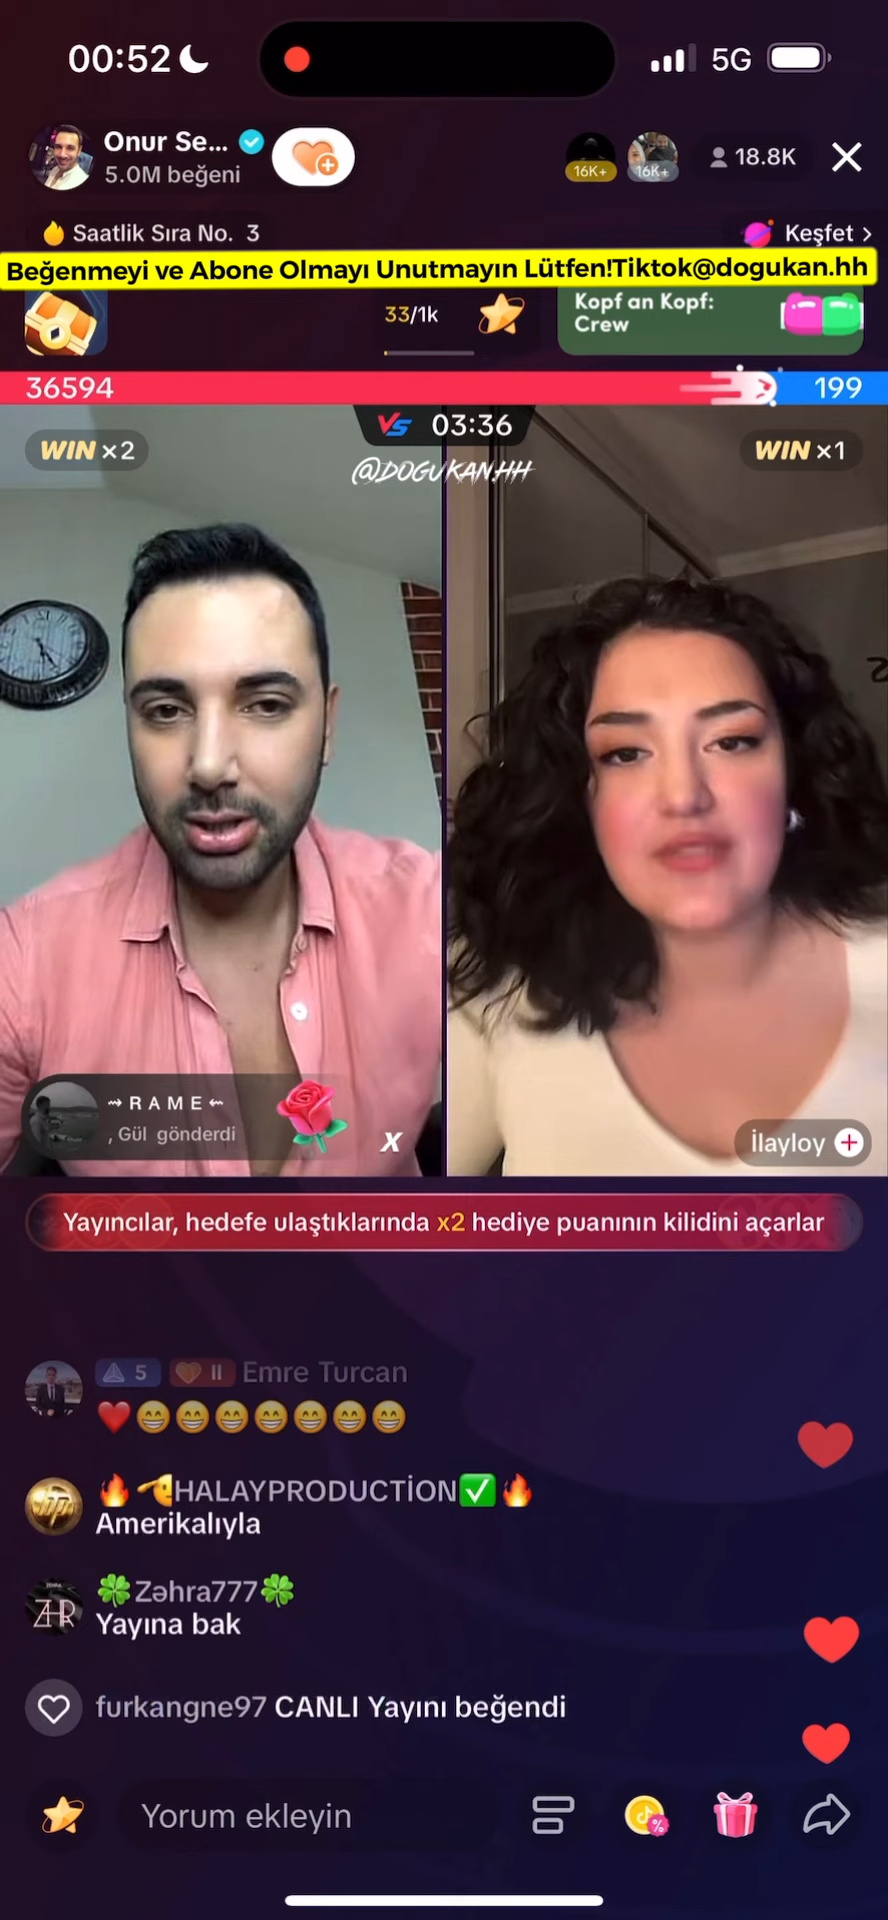 00:52
5G
Onur Se...
5.0M beğeni
16K+
16K+
18.8K
Saatlik Sıra No. 3
Keşfet >
Beğenmeyi ve Abone Olmayı Unutmayın Lütfen!Tiktok@dogukan.hh
33/1k
Kopf an Kopf:
Crew
36594
199
WIN x2
VS 03:36
WIN x1
@DOGUKAN.HH
⇝ R A M E ⇜
, Gül gönderdi
X
İlayloy +
Yayıncılar, hedefe ulaştıklarında x2 hediye puanının kilidini açarlar
5 II Emre Turcan
❤️😁😁😁😁😁😁😁
🔥🫡HALAYPRODUCTİON✅🔥
Amerikalıyla
🍀Zəhra777🍀
Yayına bak
furkangne97 CANLI Yayını beğendi
Yorum ekleyin